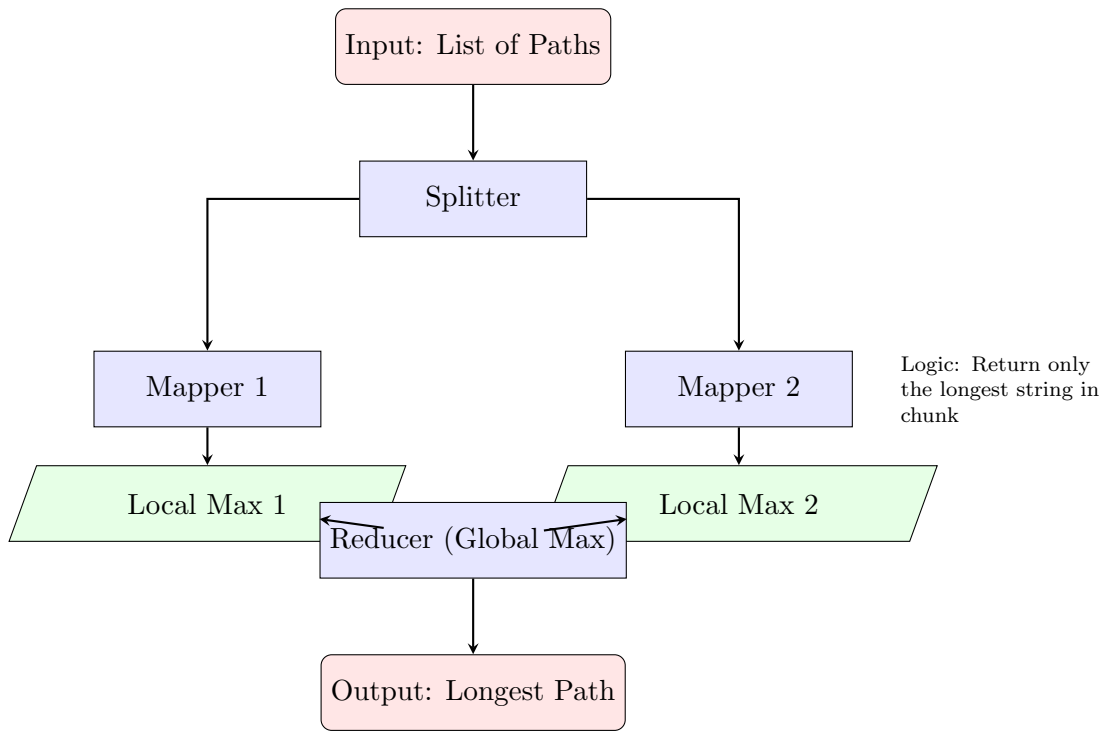 Input: List of Paths
Splitter
Mapper 1
Mapper 2
Logic: Return only
the longest string in
chunk
Local Max 1
Local Max 2
Reducer (Global Max)
Output: Longest Path